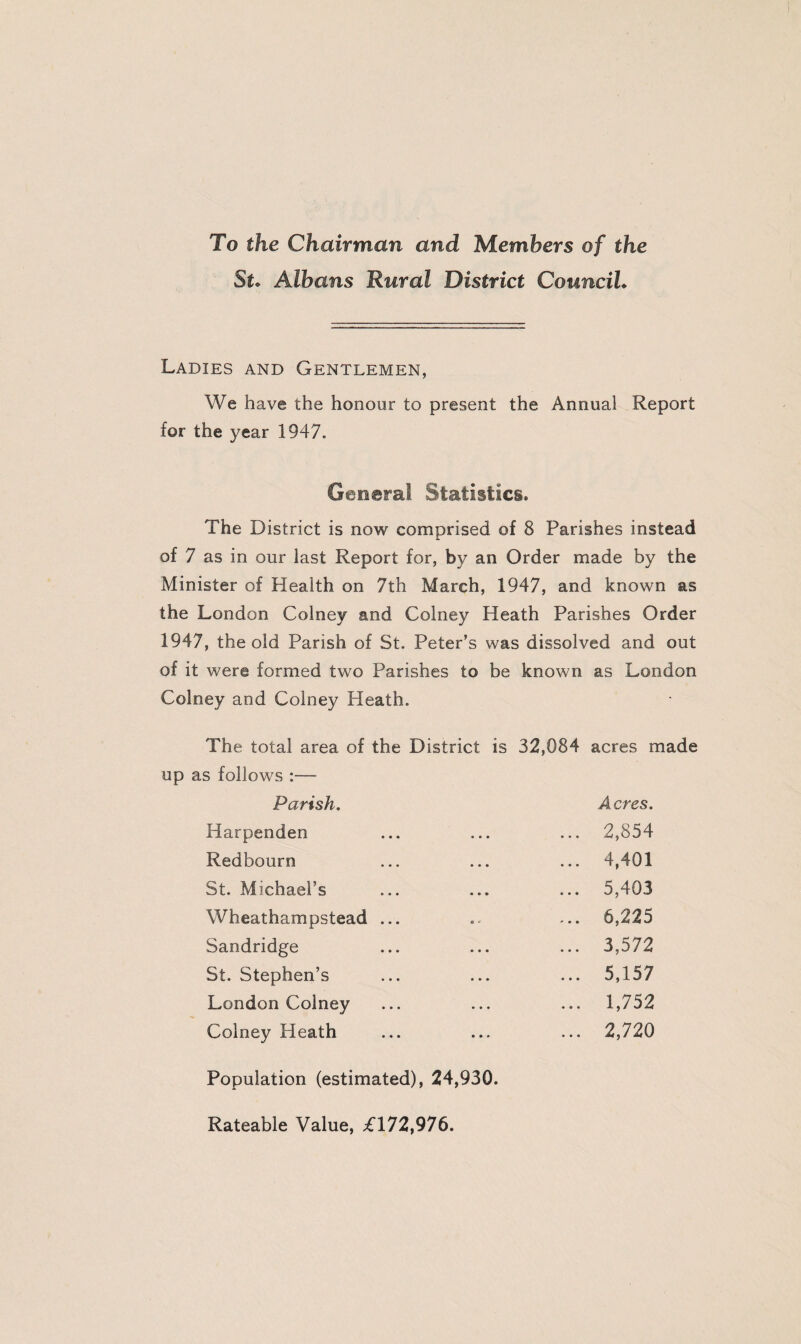 To the Chairman and Members of the
St. Albans Rural District Council.
LADIES AND GENTLEMEN,
We have the honour to present the Annual Report
for the year 1947.
General Statistics.
The District is now comprised of 8 Parishes instead
of 7 as in our last Report for, by an Order made by the
Minister of Health on 7th March, 1947, and known as
the London Colney and Colney Heath Parishes Order
1947, the old Parish of St. Peter's was dissolved and out
of it were formed two Parishes to be known as London
Colney and Colney Heath.
The total area of the District is 32,084 acres made
up as follows :—
Parish. Acres.
Harpenden ... ... ... 2,854
Redbourn ... ... ... 4,401
St. Michael's ... ... ... 5,403
Wheathampstead ... .. ... 6,225
Sandridge ... ... ... 3,572
St. Stephen's ... ... ... 5,157
London Colney ... ... ... 1,752
Colney Heath ... ... ... 2,720
Population (estimated), 24,930.
Rateable Value, £172,976.